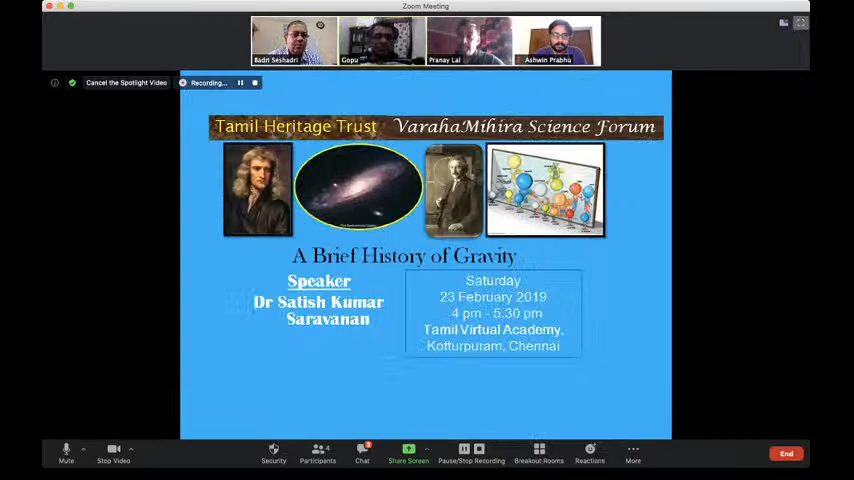 Zoom Meeting
Badri Seshadri
Gopu
Pranay Lal
Ashwin Prabhu
Cancel the Spotlight Video
Recording...
Tamil Heritage Trust VarahaMihira Science Forum
A Brief History of Gravity
Speaker
Dr Satish Kumar
Saravanan
Saturday
23 February 2019
4 pm - 5.30 pm
Tamil Virtual Academy,
Kotturpuram, Chennai
Mute
Stop Video
Security
4
Participants
3
Chat
Share Screen
Pause/Stop Recording
Breakout Rooms
Reactions
More
End